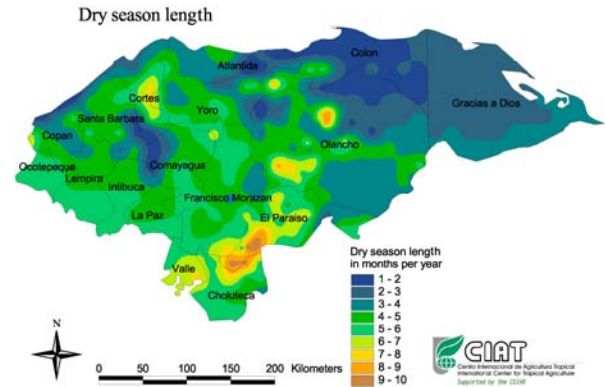 Dry season length
Colon
Atlantida
Cortes
Gracias a Dios
Yoro
Santa Barbara
Copan
Olancho
Comayagua
Ocotepeque
Lempira
Intibuca
Francisco Morazan
La Paz
El Paraiso
Valle
Choluteca
Dry season length
in months per year
1 - 2
2 - 3
3 - 4
4 - 5
5 - 6
6 - 7
7 - 8
8 - 9
9 - 10
N
0 50 100 150 200 Kilometers
CIAT
Centro Internacional de Agricultura Tropical
International Center for Tropical Agriculture
Supported by the CGIAR